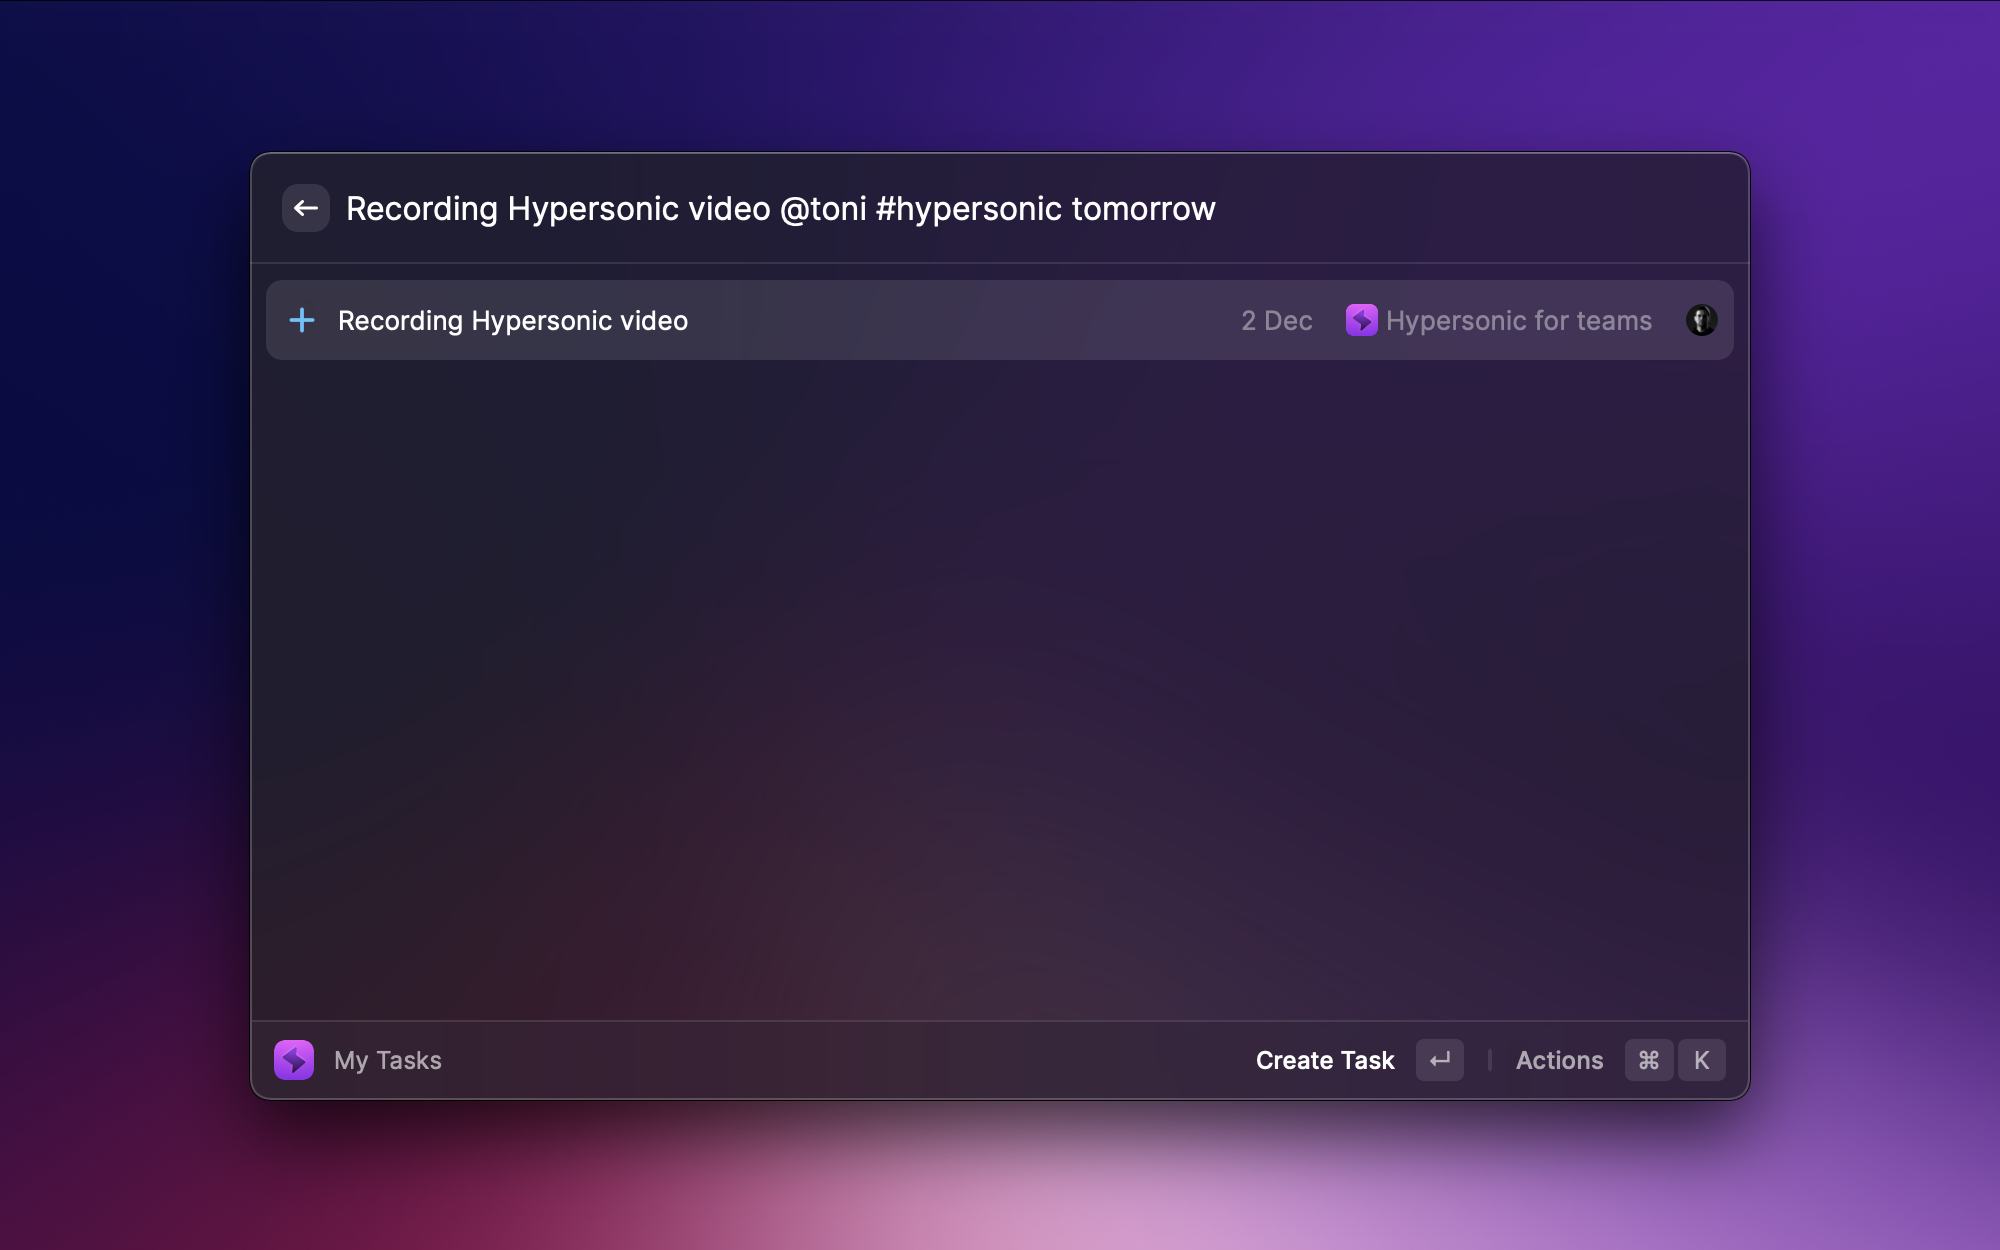 Recording Hypersonic video @toni #hypersonic tomorrow
Recording Hypersonic video 2 Dec Hypersonic for teams
My Tasks Create Task ↵ Actions ⌘ K